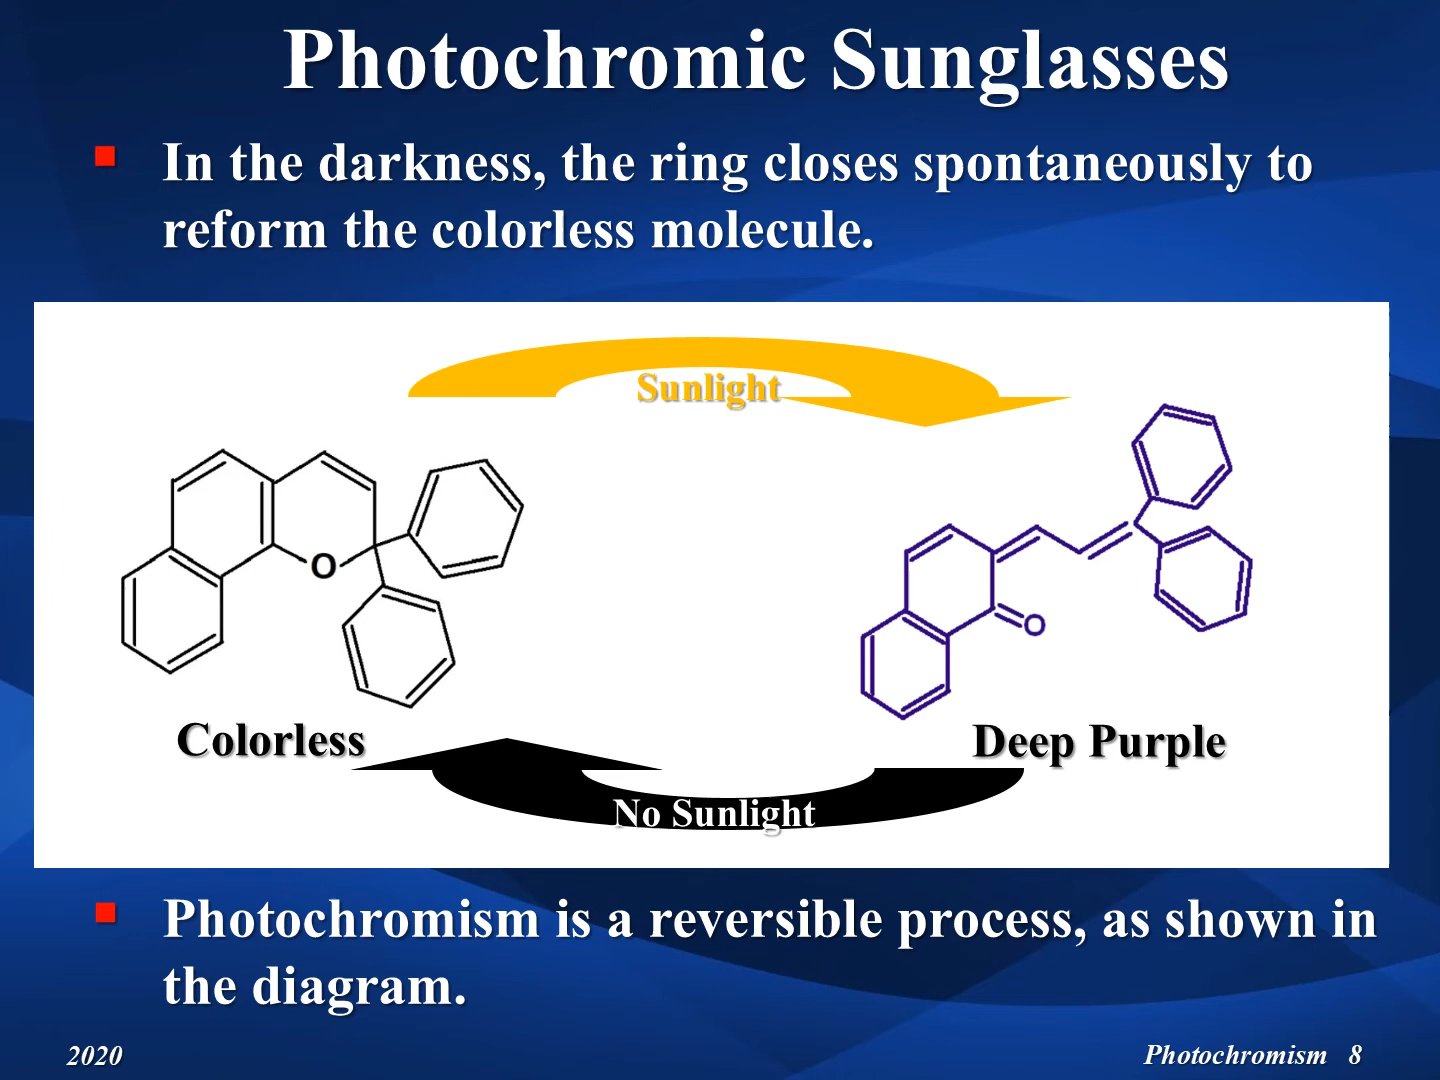 Photochromic Sunglasses
In the darkness, the ring closes spontaneously to
reform the colorless molecule.
Sunlight
O
O
Colorless
Deep Purple
No Sunlight
Photochromism is a reversible process, as shown in
the diagram.
2020
Photochromism 8